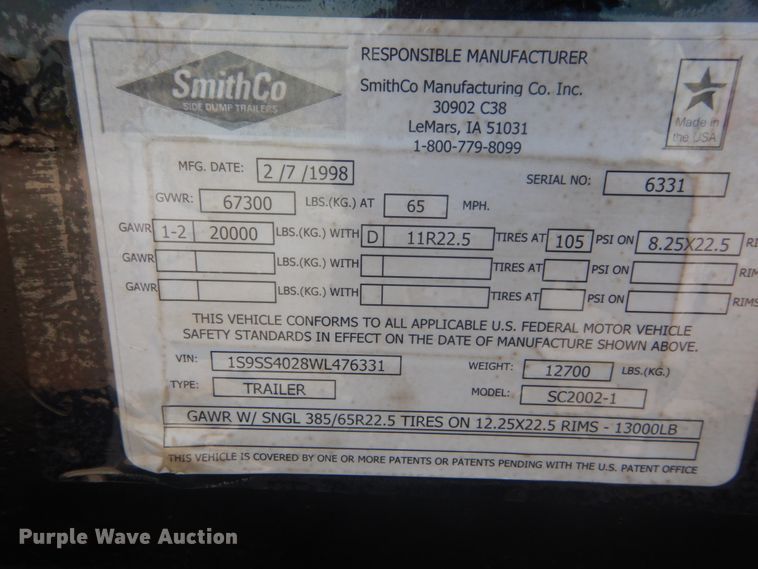 SmithCo
SIDE DUMP TRAILERS
RESPONSIBLE MANUFACTURER
SmithCo Manufacturing Co. Inc.
30902 C38
LeMars, IA 51031
1-800-779-8099
Made in
the USA
MFG. DATE: 2/7/1998
SERIAL NO: 6331
GVWR: 67300 LBS.(KG.) AT 65 MPH.
GAWR 1-2 20000 LBS.(KG.) WITH D 11R22.5 TIRES AT 105 PSI ON 8.25X22.5 RI
GAWR LBS.(KG.) WITH TIRES AT PSI ON RIM
GAWR LBS.(KG.) WITH TIRES AT PSI ON RIMS
THIS VEHICLE CONFORMS TO ALL APPLICABLE U.S. FEDERAL MOTOR VEHICLE
SAFETY STANDARDS IN EFFECT ON THE DATE OF MANUFACTURE SHOWN ABOVE.
VIN: 1S9SS4028WL476331 WEIGHT: 12700 LBS.(KG.)
TYPE: TRAILER MODEL: SC2002-1
GAWR W/ SNGL 385/65R22.5 TIRES ON 12.25X22.5 RIMS - 13000LB
THIS VEHICLE IS COVERED BY ONE OR MORE PATENTS OR PATENTS PENDING WITH THE U.S. PATENT OFFICE
Purple Wave Auction